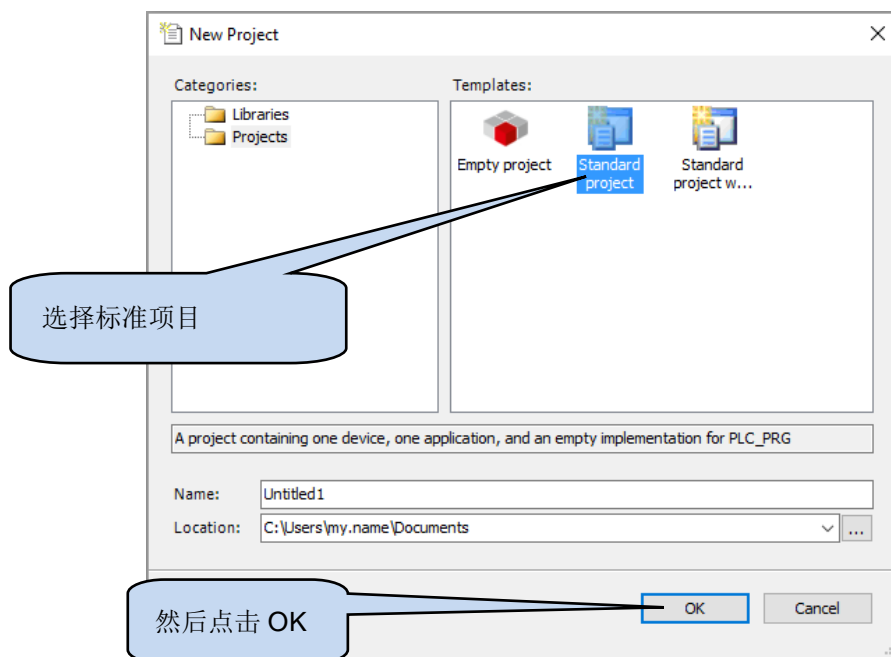 New Project
Categories:
Templates:
Libraries
Projects
Empty project
Standard
project
Standard
project w...
选择标准项目
A project containing one device, one application, and an empty implementation for PLC_PRG
Name:
Untitled1
Location:
C:\Users\my.name\Documents
...
然后点击 OK
OK
Cancel